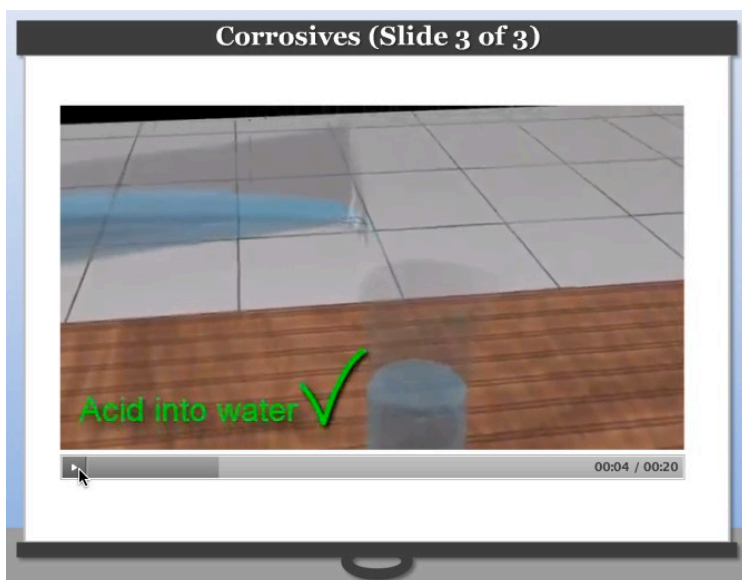 Corrosives (Slide 3 of 3)
Acid into water
00:04 / 00:20